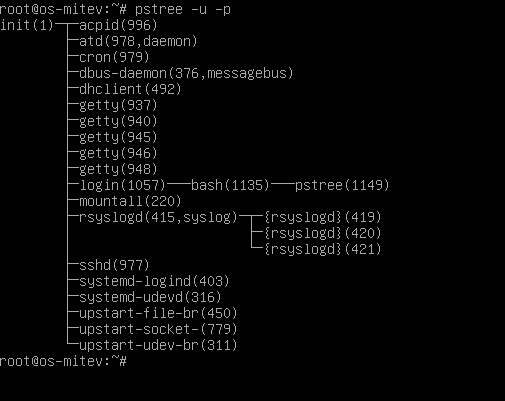 root@os-mitev:~# pstree -u -p
init(1)─┬─acpid(996)
        ├─atd(978,daemon)
        ├─cron(979)
        ├─dbus-daemon(376,messagebus)
        ├─dhclient(492)
        ├─getty(937)
        ├─getty(940)
        ├─getty(945)
        ├─getty(946)
        ├─getty(948)
        ├─login(1057)───bash(1135)───pstree(1149)
        ├─mountall(220)
        ├─rsyslogd(415,syslog)─┬─{rsyslogd}(419)
        │                      ├─{rsyslogd}(420)
        │                      └─{rsyslogd}(421)
        ├─sshd(977)
        ├─systemd-logind(403)
        ├─systemd-udevd(316)
        ├─upstart-file-br(450)
        ├─upstart-socket-(779)
        └─upstart-udev-br(311)
root@os-mitev:~#